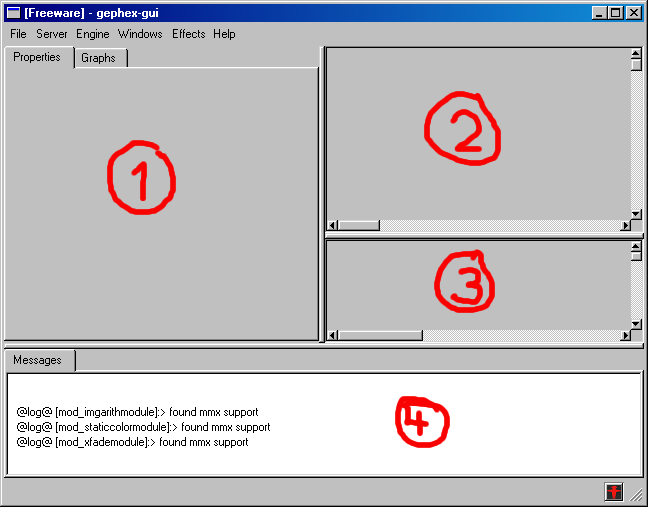 [Freeware] - gephex-gui
File Server Engine Windows Effects Help
Properties Graphs
1
2
3
Messages
@log@ [mod_imgarithmodule]:> found mmx support
@log@ [mod_staticcolormodule]:> found mmx support
@log@ [mod_xfademodule]:> found mmx support
4